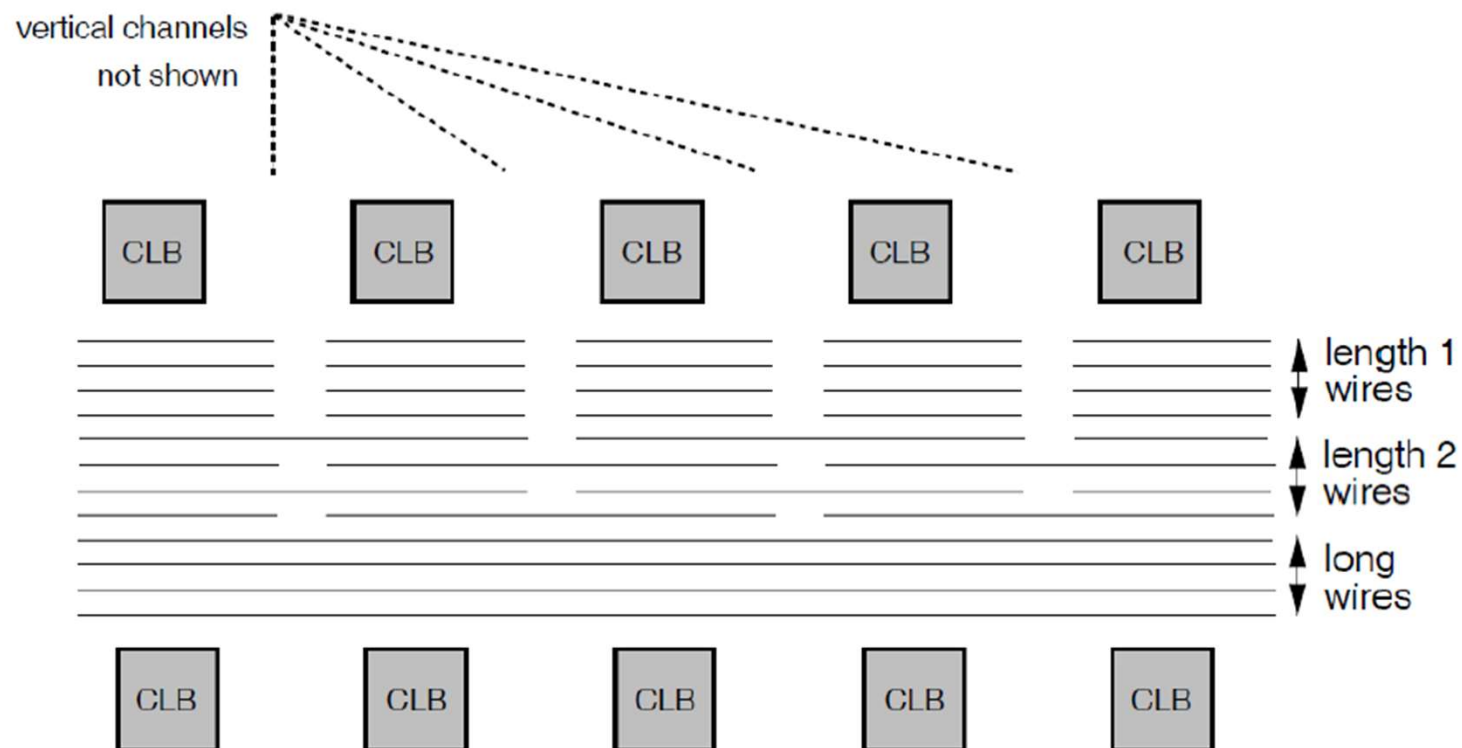 vertical channels
not shown
CLB CLB CLB CLB CLB
length 1
wires
length 2
wires
long
wires
CLB CLB CLB CLB CLB